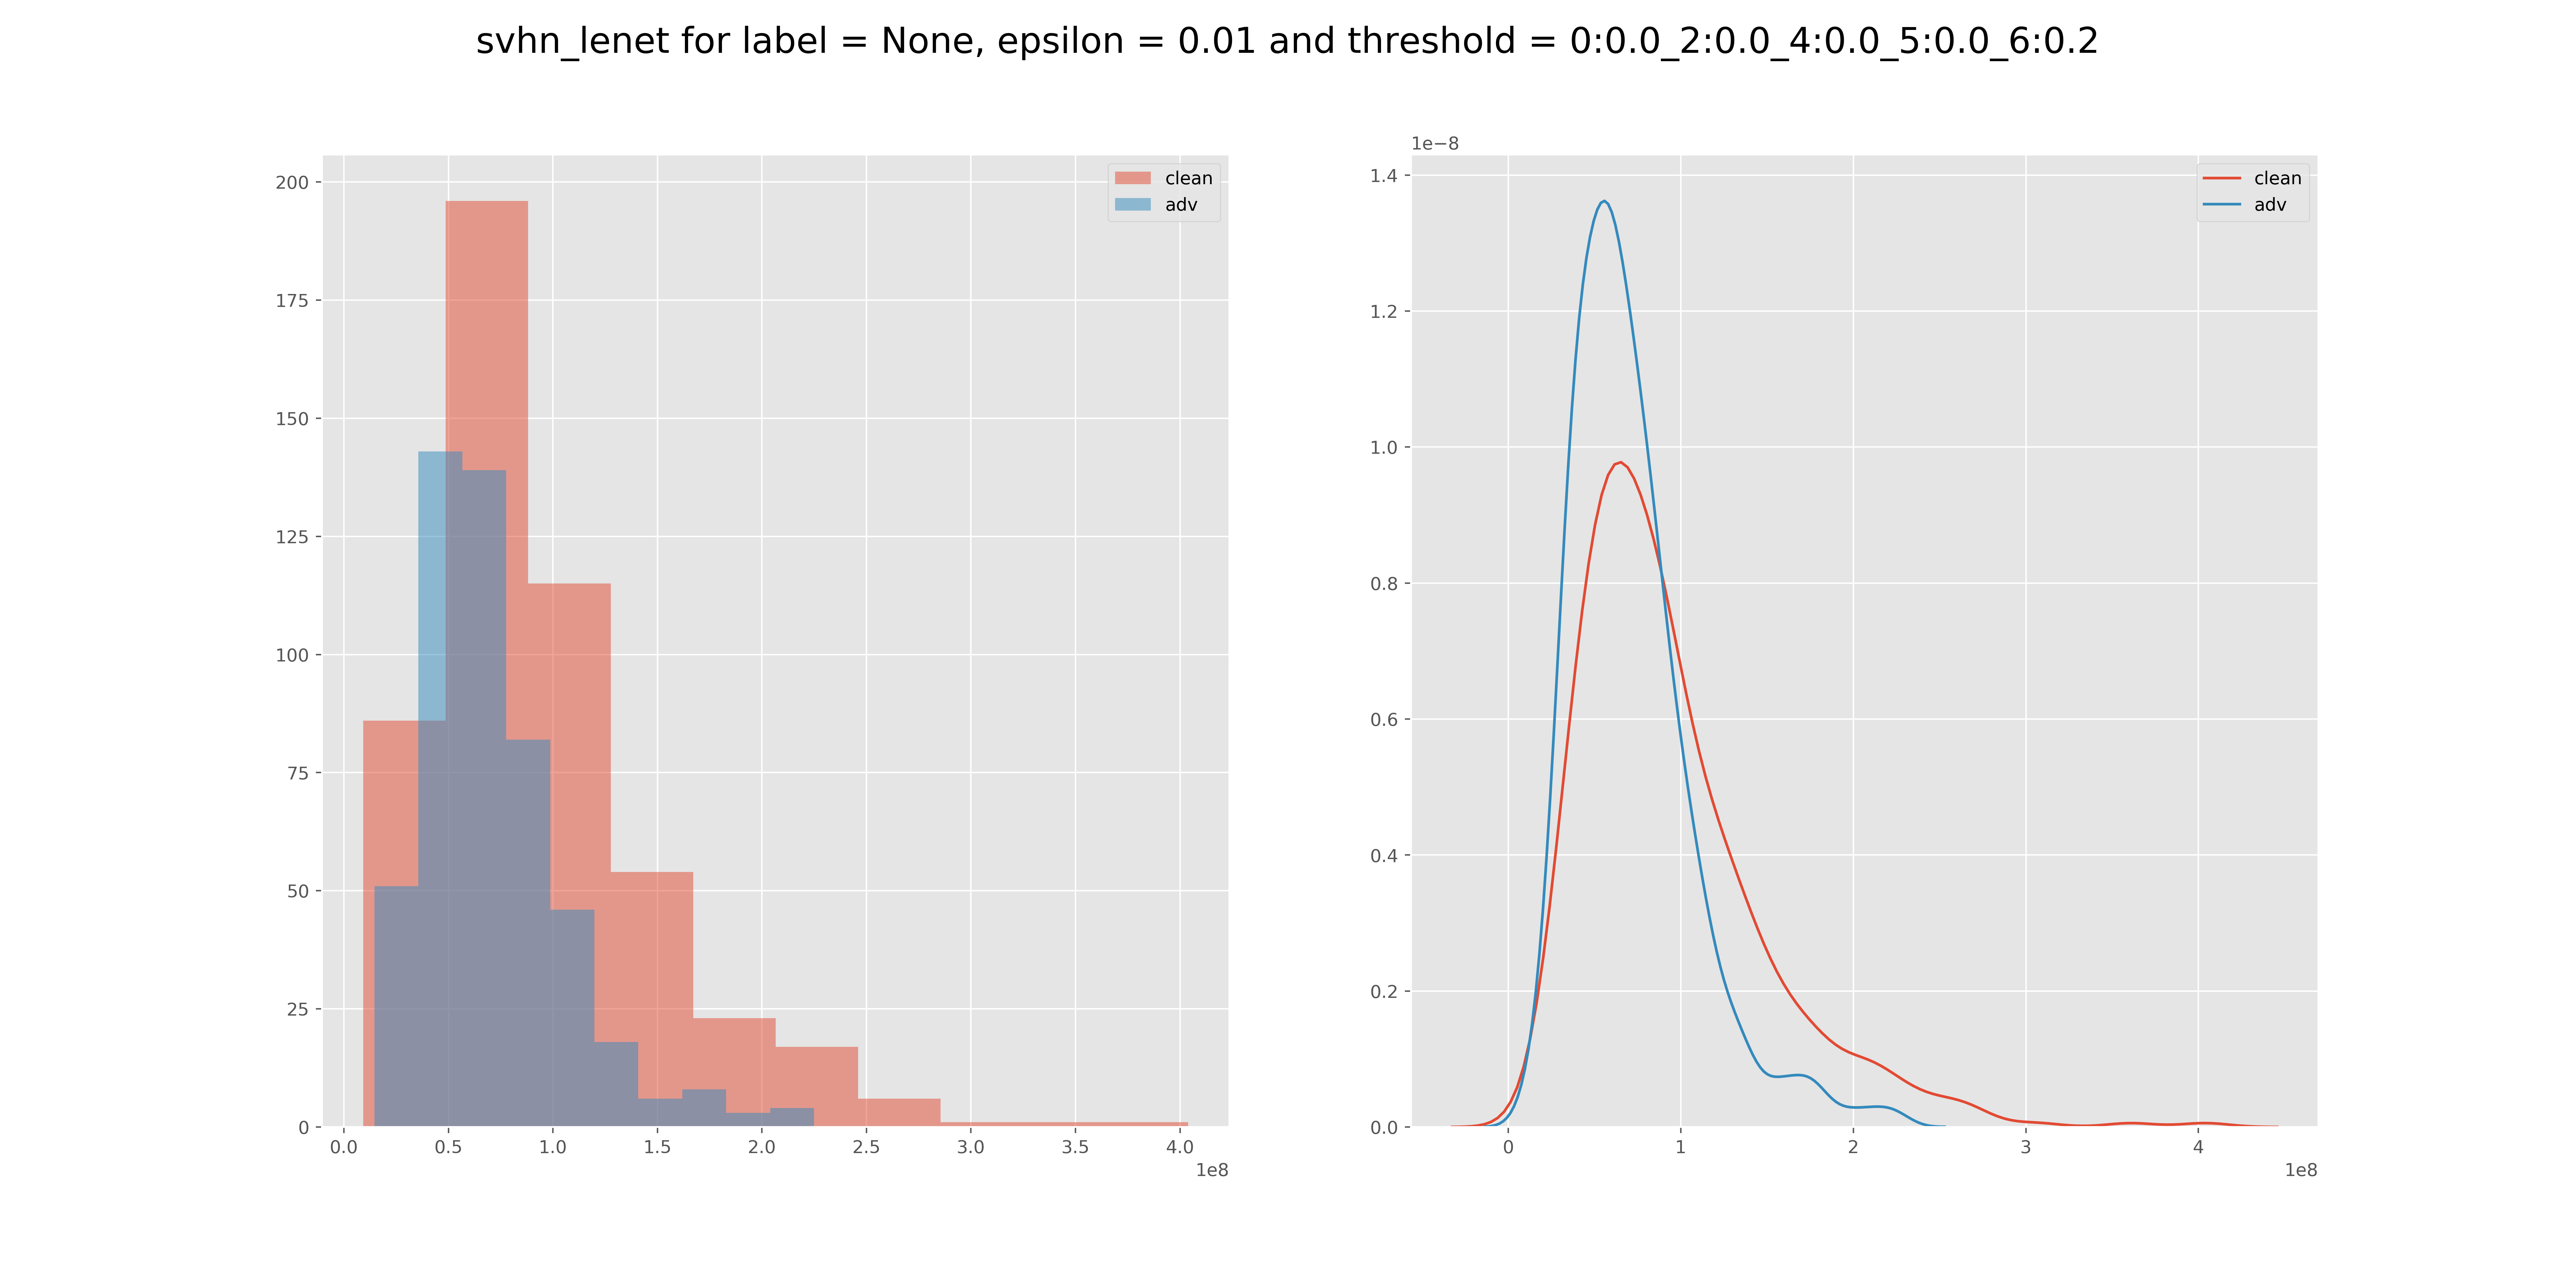 svhn_lenet for label = None, epsilon = 0.01 and threshold = 0:0.0_2:0.0_4:0.0_5:0.0_6:0.2
clean
adv
200
175
150
125
100
75
50
25
0
0.0 0.5 1.0 1.5 2.0 2.5 3.0 3.5 4.0
1e8
1e−8
clean
adv
1.4
1.2
1.0
0.8
0.6
0.4
0.2
0.0
0 1 2 3 4
1e8